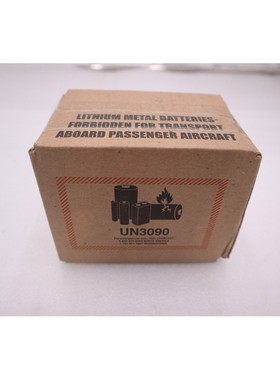 LITHIUM METAL BATTERIES-
FORBIDDEN FOR TRANSPORT
ABOARD PASSENGER AIRCRAFT
UN3090